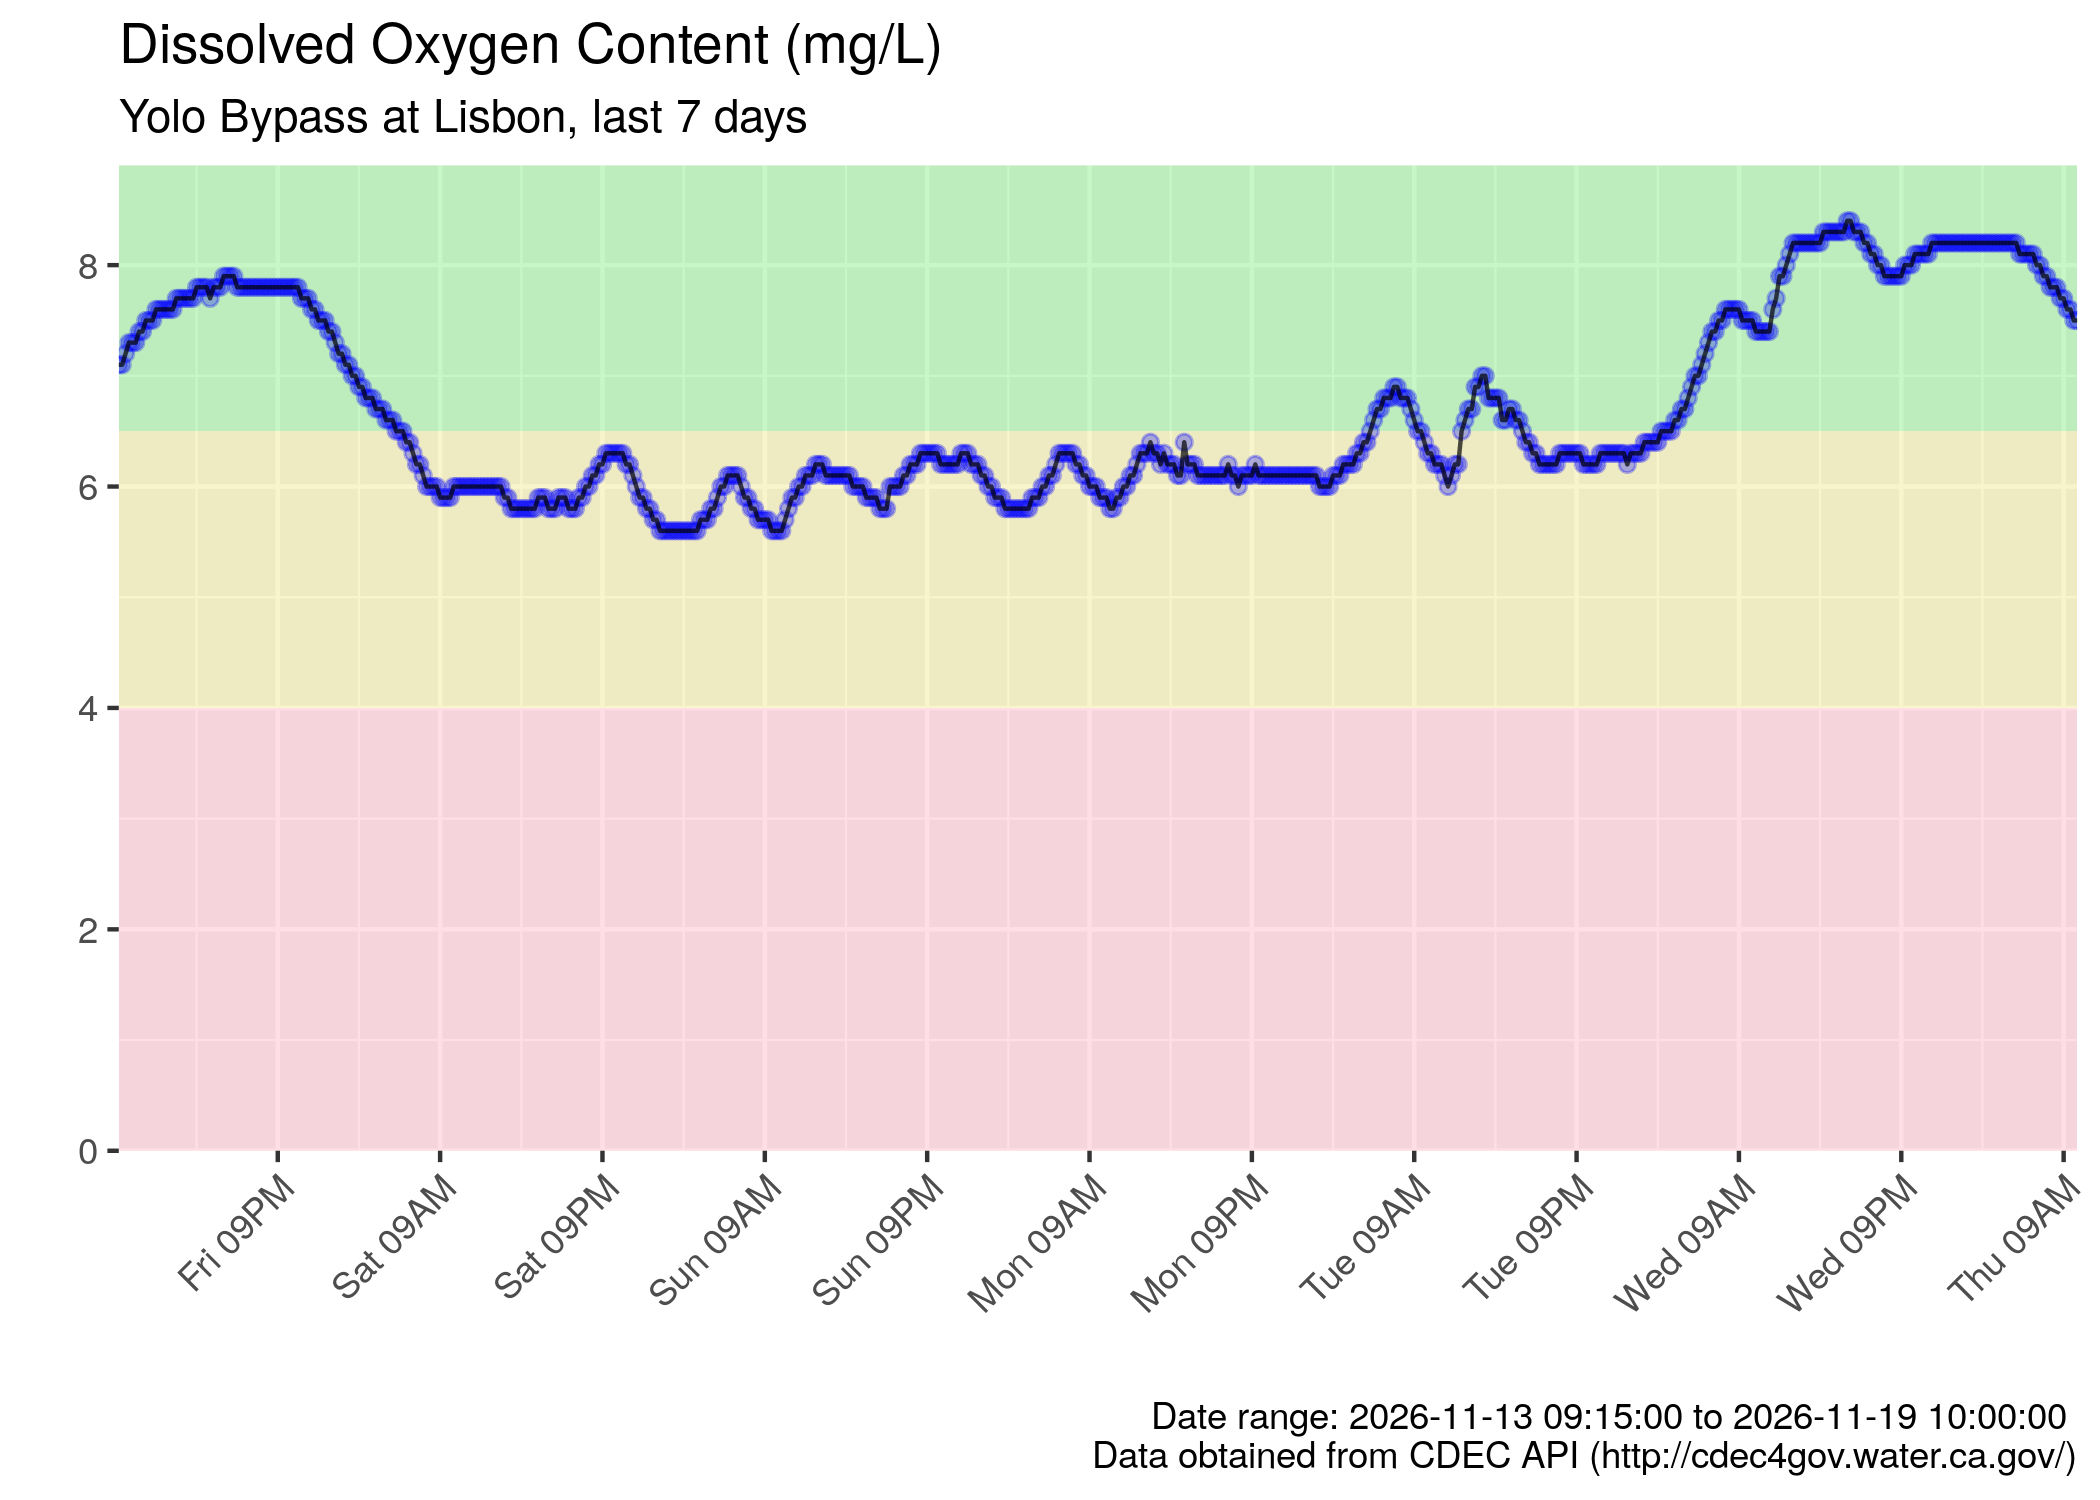 Dissolved Oxygen Content (mg/L)
Yolo Bypass at Lisbon, last 7 days
8
6
4
2
0
Fri 09PM
Sat 09AM
Sat 09PM
Sun 09AM
Sun 09PM
Mon 09AM
Mon 09PM
Tue 09AM
Tue 09PM
Wed 09AM
Wed 09PM
Thu 09AM
Date range: 2026-11-13 09:15:00 to 2026-11-19 10:00:00
Data obtained from CDEC API (http://cdec4gov.water.ca.gov/)